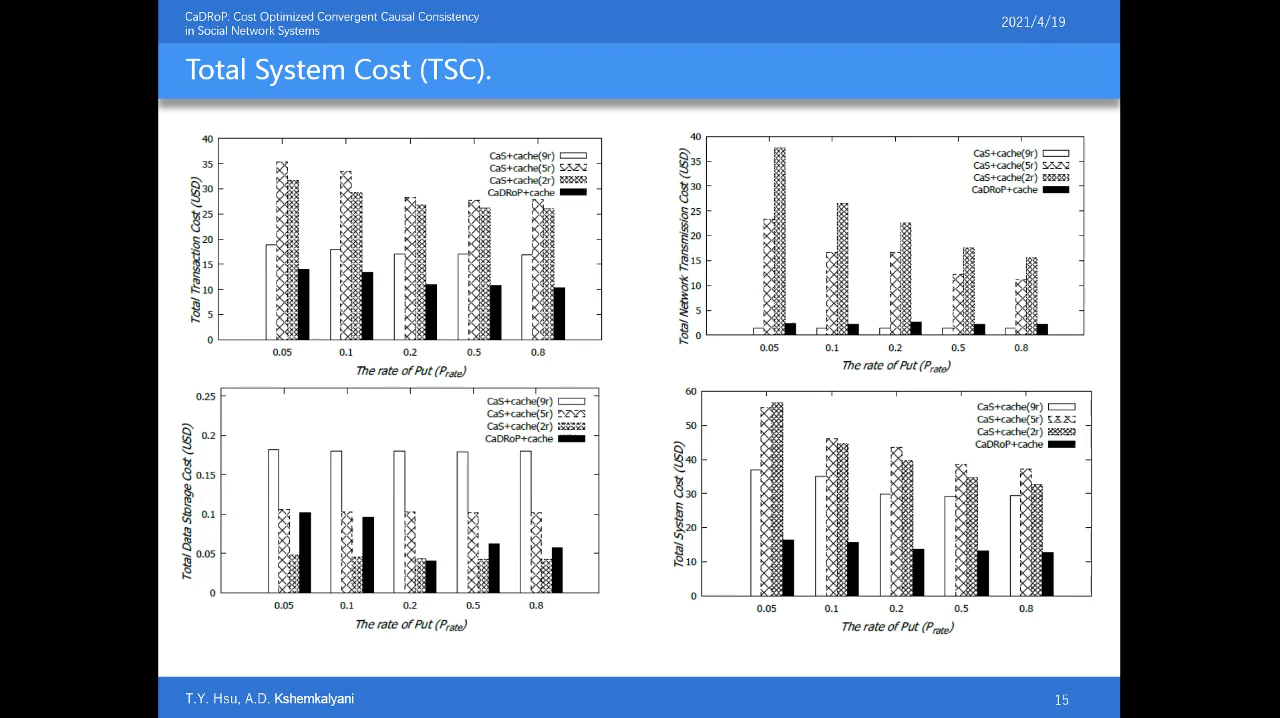 CaDRoP: Cost Optimized Convergent Causal Consistency
in Social Network Systems
2021/4/19
Total System Cost (TSC).
Total Transaction Cost (USD)
40
35
30
25
20
15
10
5
0
CaS+cache(9r)
CaS+cache(5r)
CaS+cache(2r)
CaDRoP+cache
0.05 0.1 0.2 0.5 0.8
The rate of Put (Prate)
Total Network Transmission Cost (USD)
40
35
30
25
20
15
10
5
0
CaS+cache(9r)
CaS+cache(5r)
CaS+cache(2r)
CaDRoP+cache
0.05 0.1 0.2 0.5 0.8
The rate of Put (Prate)
Total Data Storage Cost (USD)
0.25
0.2
0.15
0.1
0.05
0
CaS+cache(9r)
CaS+cache(5r)
CaS+cache(2r)
CaDRoP+cache
0.05 0.1 0.2 0.5 0.8
The rate of Put (Prate)
Total System Cost (USD)
60
50
40
30
20
10
0
CaS+cache(9r)
CaS+cache(5r)
CaS+cache(2r)
CaDRoP+cache
0.05 0.1 0.2 0.5 0.8
The rate of Put (Prate)
T.Y. Hsu, A.D. Kshemkalyani
15